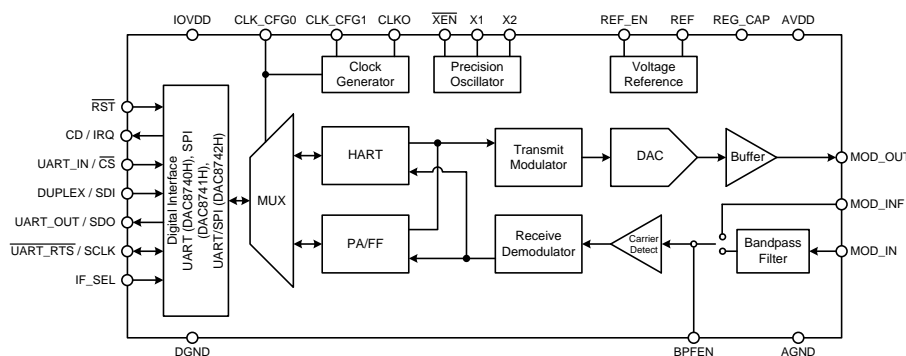 IOVDD
CLK_CFG0
CLK_CFG1
CLKO
XEN
X1
X2
REF_EN
REF
REG_CAP
AVDD
Clock
Generator
Precision
Oscillator
Voltage
Reference
RST
CD / IRQ
UART_IN / CS
DUPLEX / SDI
UART_OUT / SDO
UART_RTS / SCLK
IF_SEL
Digital Interface
UART (DAC8740H), SPI
(DAC8741H),
UART/SPI (DAC8742H)
MUX
HART
PA/FF
Transmit
Modulator
DAC
Buffer
Receive
Demodulator
Carrier
Detect
Bandpass
Filter
MOD_OUT
MOD_INF
MOD_IN
DGND
BPFEN
AGND